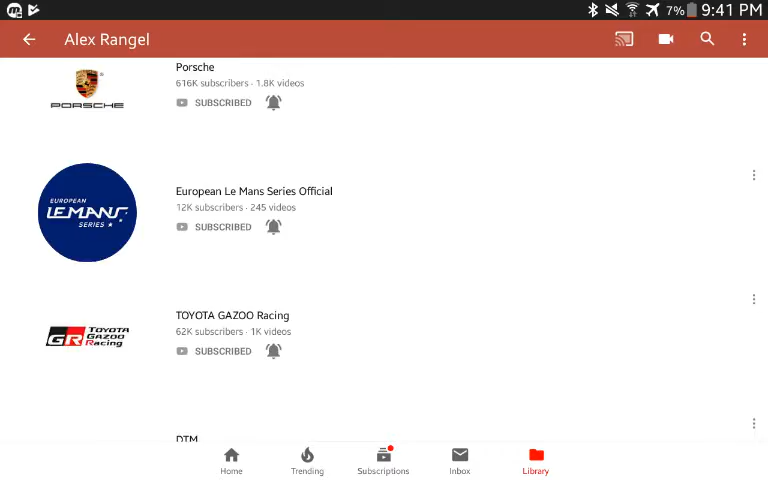 7% 9:41 PM
Alex Rangel
Porsche
616K subscribers · 1.8K videos
SUBSCRIBED
PORSCHE
European Le Mans Series Official
12K subscribers · 245 videos
SUBSCRIBED
EUROPEAN
LEMANS
SERIES
TOYOTA GAZOO Racing
62K subscribers · 1K videos
SUBSCRIBED
GR TOYOTA
GAZOO
Racing
DTM
Home Trending Subscriptions Inbox Library